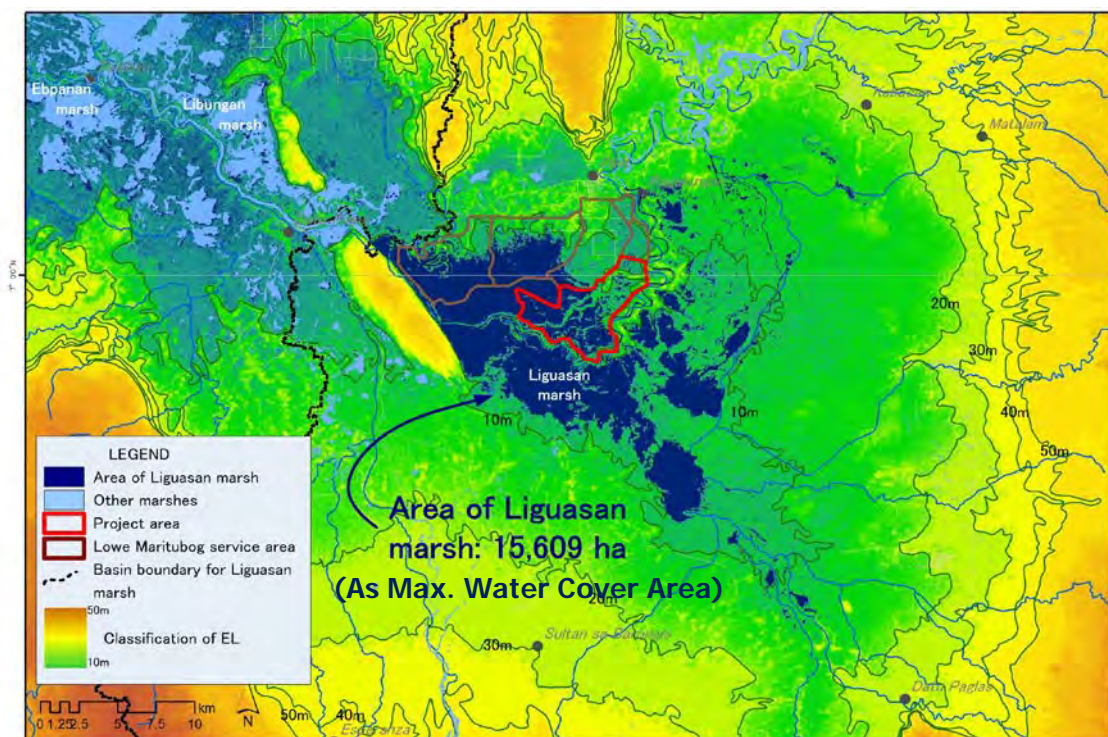 Ebpanan
marsh
Libungan
marsh
Matalam
7°00'N
20m
30m
40m
50m
Liguasan
marsh
10m
10m
LEGEND
Area of Liguasan marsh
Other marshes
Project area
Lowe Maritubog service area
Basin boundary for Liguasan
marsh
50m
Classification of EL
10m
Area of Liguasan
marsh: 15,609 ha
(As Max. Water Cover Area)
20m
30m
Datu Paglas
km
0 1.25 2.5 5 7.5 10
N
50m
40m
Esperanza